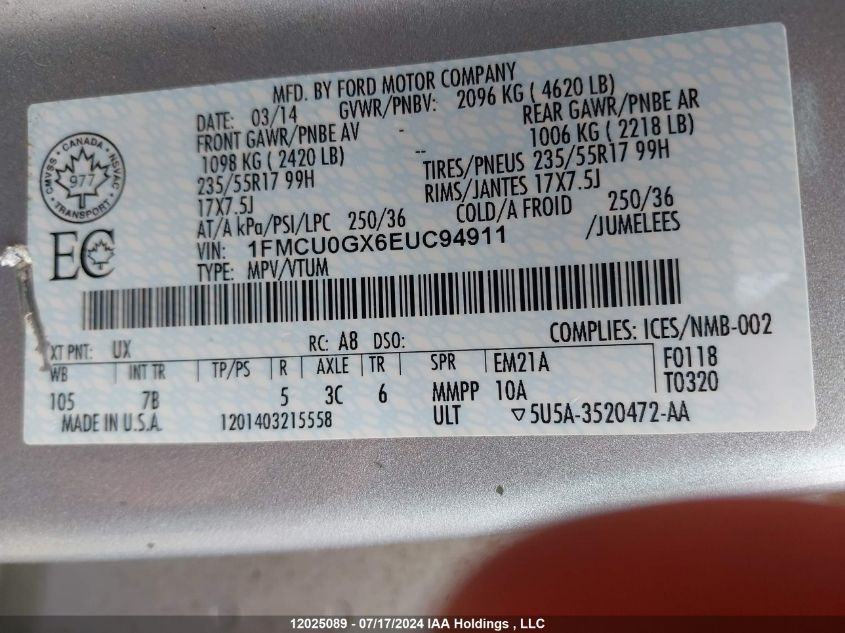 MFD. BY FORD MOTOR COMPANY
DATE: 03/14 GVWR/PNBV: 2096 KG ( 4620 LB)
FRONT GAWR/PNBE AV - REAR GAWR/PNBE AR
1098 KG ( 2420 LB) -- 1006 KG ( 2218 LB)
235/55R17 99H TIRES/PNEUS 235/55R17 99H
17X7.5J RIMS/JANTES 17X7.5J
AT/A kPa/PSI/LPC 250/36 COLD/A FROID 250/36
VIN: 1FMCU0GX6EUC94911 /JUMELEES
TYPE: MPV/VTUM
CMVSS · CANADA · NSVAC
977
· TRANSPORT ·
EC
XT PNT: UX RC: A8 DSO: COMPLIES: ICES/NMB-002
WB INT TR TP/PS R AXLE TR SPR EM21A F0118
105 7B 5 3C 6 MMPP 10A T0320
MADE IN U.S.A. 1201403215558 ULT ▽5U5A-3520472-AA
12025089 - 07/17/2024 IAA Holdings , LLC